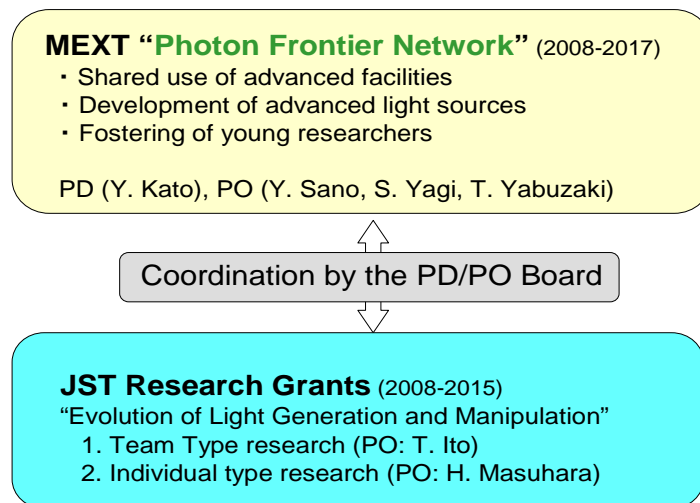 MEXT “Photon Frontier Network” (2008-2017)
・Shared use of advanced facilities
・Development of advanced light sources
・Fostering of young researchers
PD (Y. Kato), PO (Y. Sano, S. Yagi, T. Yabuzaki)
Coordination by the PD/PO Board
JST Research Grants (2008-2015)
“Evolution of Light Generation and Manipulation”
1. Team Type research (PO: T. Ito)
2. Individual type research (PO: H. Masuhara)